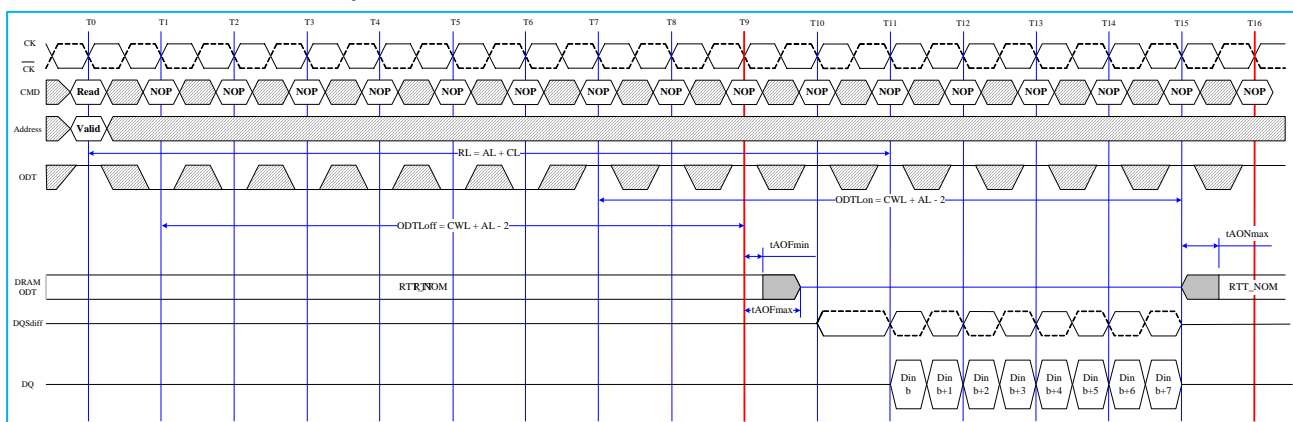 T0 T1 T2 T3 T4 T5 T6 T7 T8 T9 T10 T11 T12 T13 T14 T15 T16
CK
CK
CMD Read NOP NOP NOP NOP NOP NOP NOP NOP NOP NOP NOP NOP NOP NOP NOP NOP
Address Valid
RL = AL + CL
ODT
ODTLon = CWL + AL - 2
ODTLoff = CWL + AL - 2
tAOFmin
tAONmax
DRAM
ODT
RTT_NOM
RTT_NOM
tAOFmax
DQSdiff
DQ
Din b
Din b+1
Din b+2
Din b+3
Din b+4
Din b+5
Din b+6
Din b+7